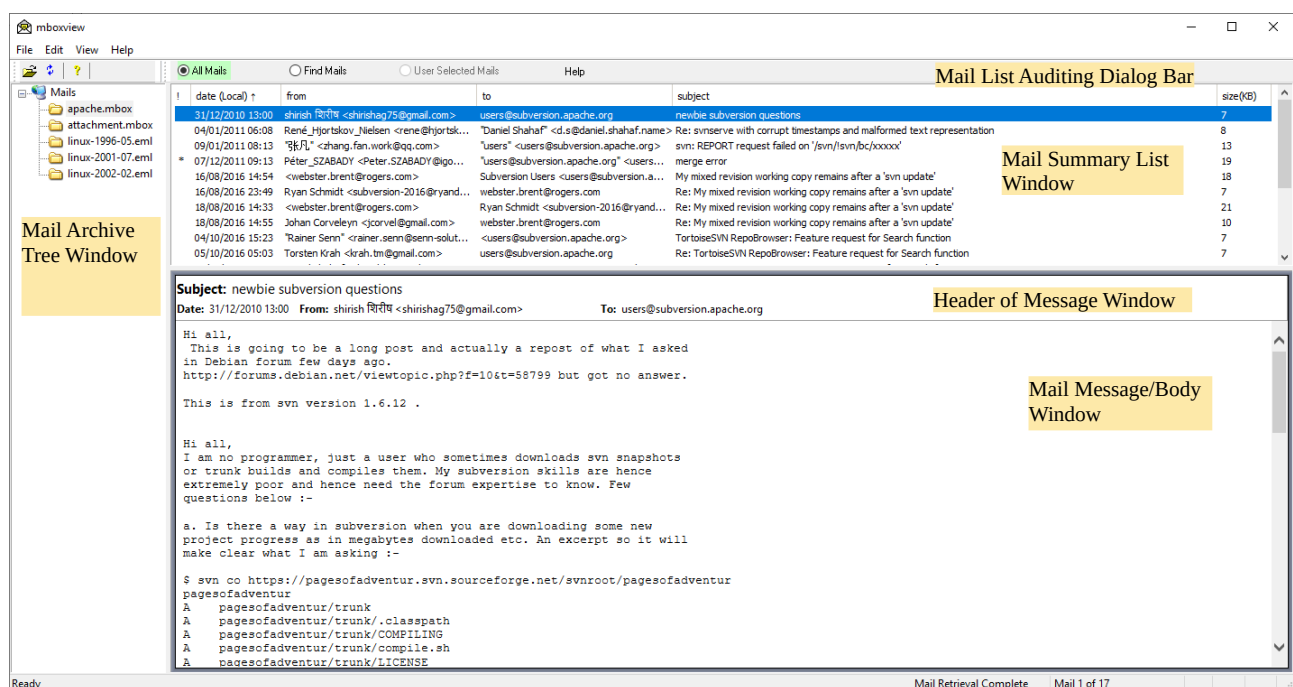 mboxview
File Edit View Help
All Mails Find Mails User Selected Mails Help
Mail List Auditing Dialog Bar
Mails
apache.mbox
attachment.mbox
linux-1996-05.eml
linux-2001-07.eml
linux-2002-02.eml
Mail Archive
Tree Window
! date (Local) ↑ from to subject size(KB)
31/12/2010 13:00 shirish शिरीष <shirishag75@gmail.com> users@subversion.apache.org newbie subversion questions 7
04/01/2011 06:08 René_Hjortskov_Nielsen <rene@hjortsk... "Daniel Shahaf" <d.s@daniel.shahaf.name> Re: svnserve with corrupt timestamps and malformed text representation 8
09/01/2011 08:13 "张凡" <zhang.fan.work@qq.com> "users" <users@subversion.apache.org> svn: REPORT request failed on '/svn/!svn/bc/xxxxx' 13
* 07/12/2011 09:13 Péter_SZABADY <Peter.SZABADY@igo... "users@subversion.apache.org" <users... merge error 19
16/08/2016 14:54 <webster.brent@rogers.com> Subversion Users <users@subversion.a... My mixed revision working copy remains after a 'svn update' 18
16/08/2016 23:49 Ryan Schmidt <subversion-2016@ryand... webster.brent@rogers.com Re: My mixed revision working copy remains after a 'svn update' 7
18/08/2016 14:33 <webster.brent@rogers.com> Ryan Schmidt <subversion-2016@ryand... Re: My mixed revision working copy remains after a 'svn update' 21
18/08/2016 14:55 Johan Corveleyn <jcorvel@gmail.com> webster.brent@rogers.com Re: My mixed revision working copy remains after a 'svn update' 10
04/10/2016 15:23 "Rainer Senn" <rainer.senn@senn-solut... <users@subversion.apache.org> TortoiseSVN RepoBrowser: Feature request for Search function 7
05/10/2016 05:03 Torsten Krah <krah.tm@gmail.com> users@subversion.apache.org Re: TortoiseSVN RepoBrowser: Feature request for Search function 7
Mail Summary List
Window
Subject: newbie subversion questions
Date: 31/12/2010 13:00 From: shirish शिरीष <shirishag75@gmail.com> To: users@subversion.apache.org
Header of Message Window
Hi all,
This is going to be a long post and actually a repost of what I asked
in Debian forum few days ago.
http://forums.debian.net/viewtopic.php?f=10&t=58799 but got no answer.
This is from svn version 1.6.12 .
Mail Message/Body
Window
Hi all,
I am no programmer, just a user who sometimes downloads svn snapshots
or trunk builds and compiles them. My subversion skills are hence
extremely poor and hence need the forum expertise to know. Few
questions below :-
a. Is there a way in subversion when you are downloading some new
project progress as in megabytes downloaded etc. An excerpt so it will
make clear what I am asking :-
$ svn co https://pagesofadventur.svn.sourceforge.net/svnroot/pagesofadventur
pagesofadventur
A pagesofadventur/trunk
A pagesofadventur/trunk/.classpath
A pagesofadventur/trunk/COMPILING
A pagesofadventur/trunk/compile.sh
A pagesofadventur/trunk/LICENSE
Ready Mail Retrieval Complete Mail 1 of 17